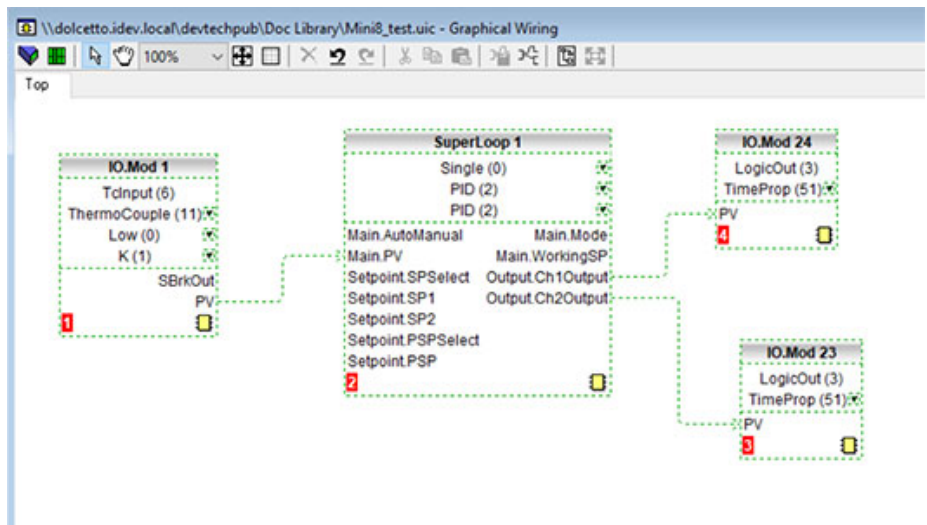 \\dolcetto.idev.local\devtechpub\Doc Library\Mini8_test.uic - Graphical Wiring
100%
Top
IO.Mod 1
TcInput (6)
ThermoCouple (11)
Low (0)
K (1)
SBrkOut
PV
1
SuperLoop 1
Single (0)
PID (2)
PID (2)
Main.AutoManual Main.Mode
Main.PV Main.WorkingSP
Setpoint.SPSelect Output.Ch1Output
Setpoint.SP1 Output.Ch2Output
Setpoint.SP2
Setpoint.PSPSelect
Setpoint.PSP
2
IO.Mod 24
LogicOut (3)
TimeProp (51)
PV
4
IO.Mod 23
LogicOut (3)
TimeProp (51)
PV
3